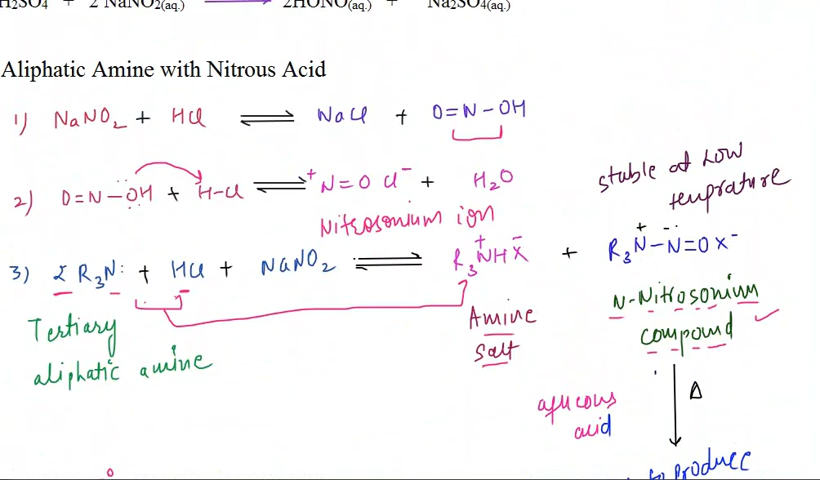 H₂SO₄ + 2 NaNO₂(aq.) → 2HONO(aq.) + Na₂SO₄(aq.)
Aliphatic Amine with Nitrous Acid
1) NaNO₂ + HCl ⇌ NaCl + O=N-OH
2) O=N-OH + H-Cl ⇌ ⁺N=O Cl⁻ + H₂O
Nitrosonium ion
stable at Low
temprature
3) 2 R₃N: + HCl + NaNO₂ ⇌ R₃N⁺HX⁻ + R₃N⁺-N=O X⁻
Tertiary
aliphatic amine
Amine
Salt
N-Nitrosonium
compound
aqucous
acid
Δ
to produce